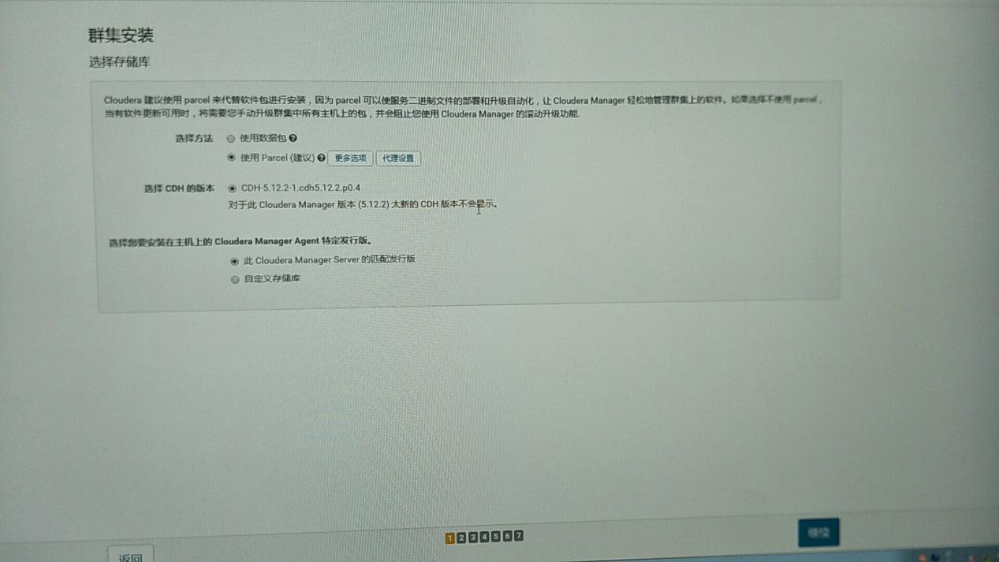 群集安装
选择存储库
Cloudera 建议使用 parcel 来代替软件包进行安装，因为 parcel 可以使服务二进制文件的部署和升级自动化，让 Cloudera Manager 轻松地管理群集上的软件。如果选择不使用 parcel，
当有软件更新可用时，将需要您手动升级群集中所有主机上的包，并会阻止您使用 Cloudera Manager 的滚动升级功能.
选择方法 使用数据包
使用 Parcel (建议) 更多选项 代理设置
选择 CDH 的版本 CDH-5.12.2-1.cdh5.12.2.p0.4
对于此 Cloudera Manager 版本 (5.12.2) 太新的 CDH 版本不会显示。
选择您要安装在主机上的 Cloudera Manager Agent 特定发行版。
此 Cloudera Manager Server 的匹配发行版
自定义存储库
1 2 3 4 5 6 7
继续
返回